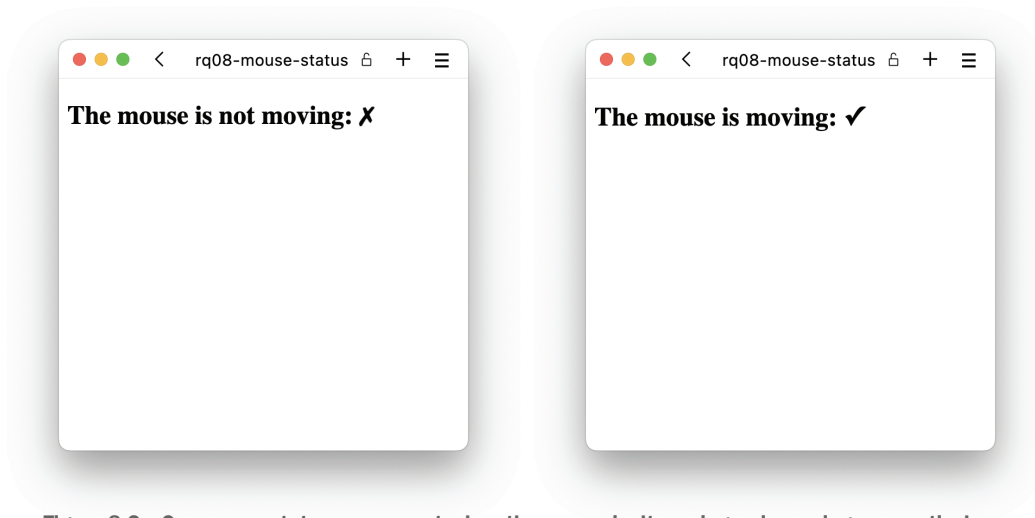 rq08-mouse-status
The mouse is not moving: ✗
rq08-mouse-status
The mouse is moving: ✓